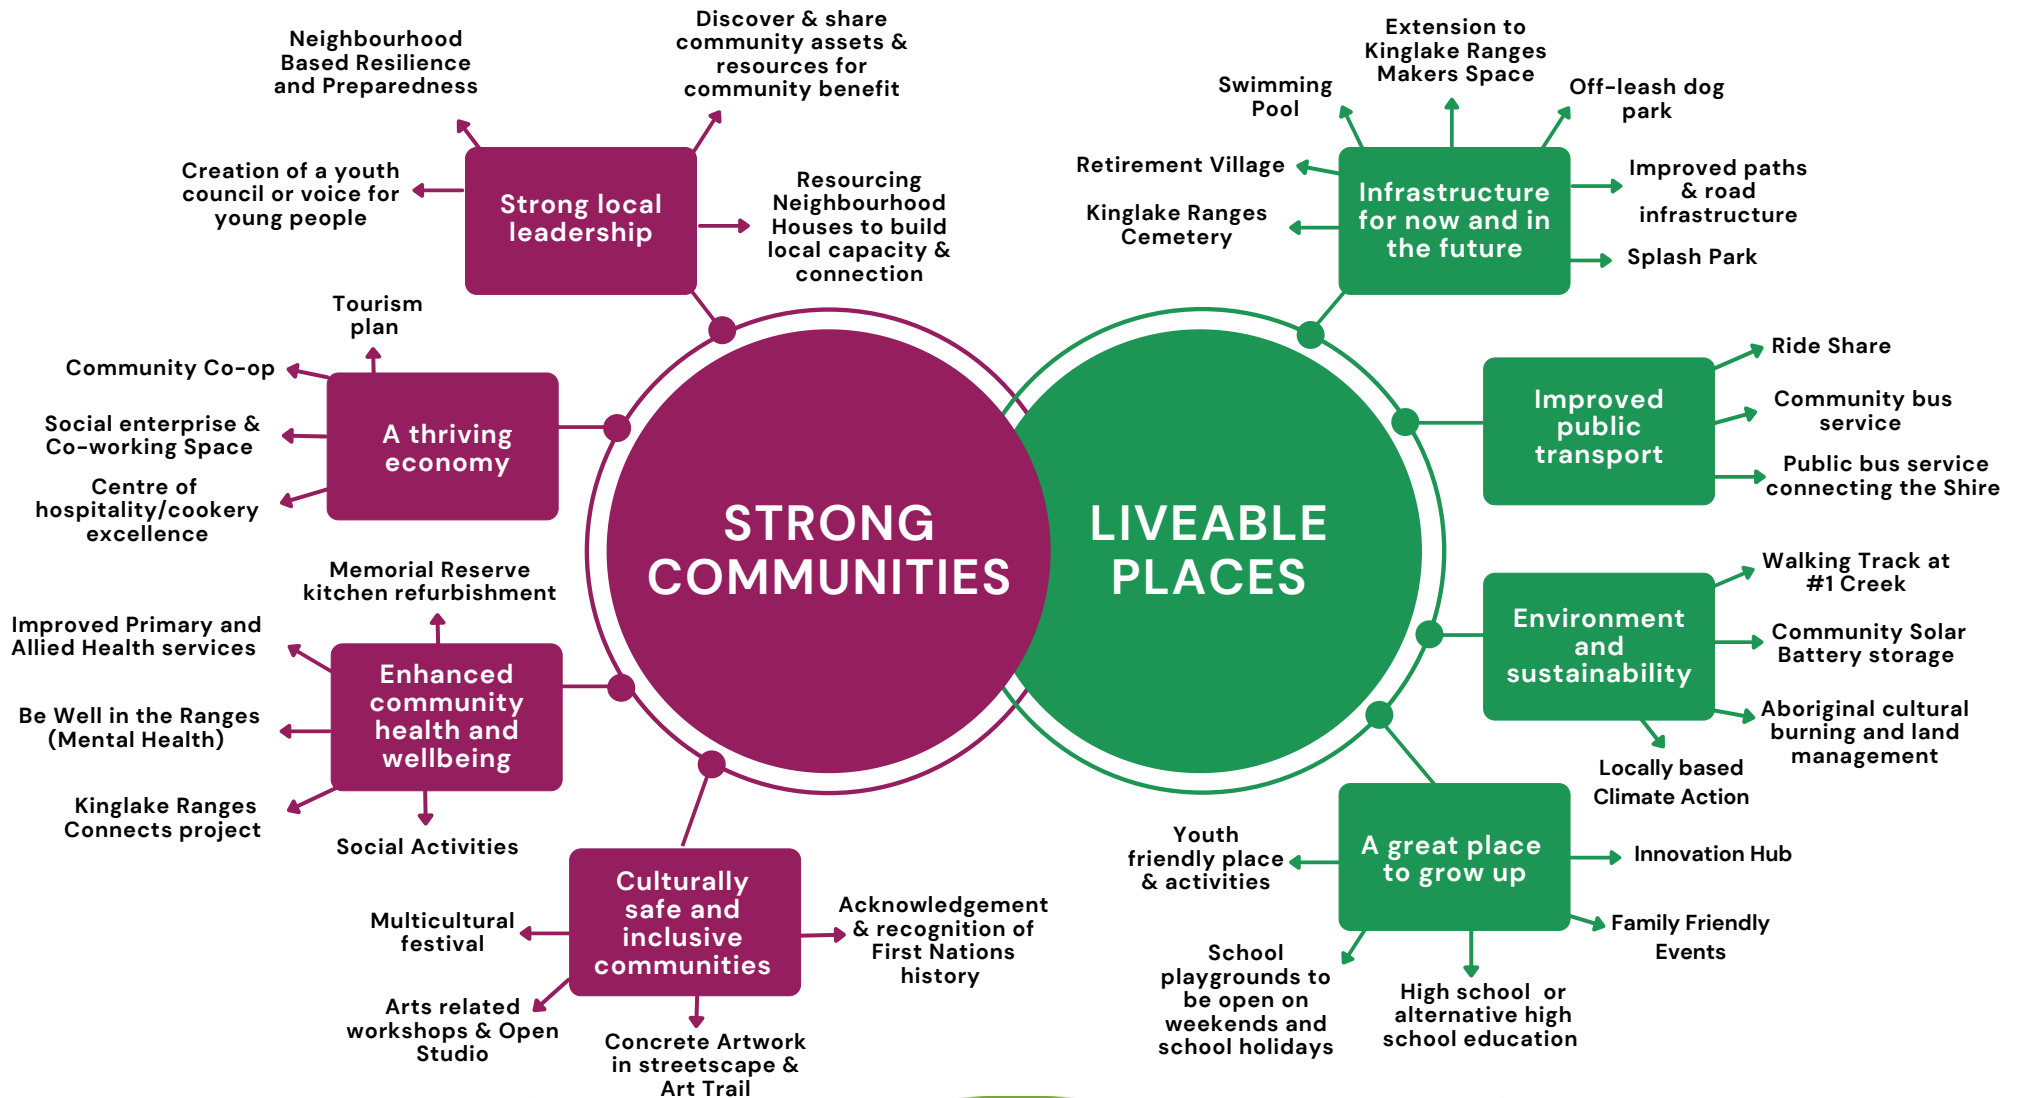 Neighbourhood
Based Resilience
and Preparedness
Discover & share
community assets &
resources for
community benefit
Creation of a youth
council or voice for
young people
Strong local
leadership
Resourcing
Neighbourhood
Houses to build
local capacity &
connection
Tourism
plan
Community Co-op
Social enterprise &
Co-working Space
Centre of
hospitality/cookery
excellence
A thriving
economy
Memorial Reserve
kitchen refurbishment
Improved Primary and
Allied Health services
Be Well in the Ranges
(Mental Health)
Kinglake Ranges
Connects project
Social Activities
Enhanced
community
health and
wellbeing
Culturally
safe and
inclusive
communities
Multicultural
festival
Arts related
workshops & Open
Studio
Concrete Artwork
in streetscape &
Art Trail
Acknowledgement
& recognition of
First Nations
history
STRONG
COMMUNITIES
LIVEABLE
PLACES
Extension to
Kinglake Ranges
Makers Space
Swimming
Pool
Off-leash dog
park
Retirement Village
Kinglake Ranges
Cemetery
Infrastructure
for now and in
the future
Improved paths
& road
infrastructure
Splash Park
Improved
public
transport
Ride Share
Community bus
service
Public bus service
connecting the Shire
Environment
and
sustainability
Walking Track at
#1 Creek
Community Solar
Battery storage
Aboriginal cultural
burning and land
management
Locally based
Climate Action
A great place
to grow up
Youth
friendly place
& activities
Innovation Hub
Family Friendly
Events
School
playgrounds to
be open on
weekends and
school holidays
High school or
alternative high
school education